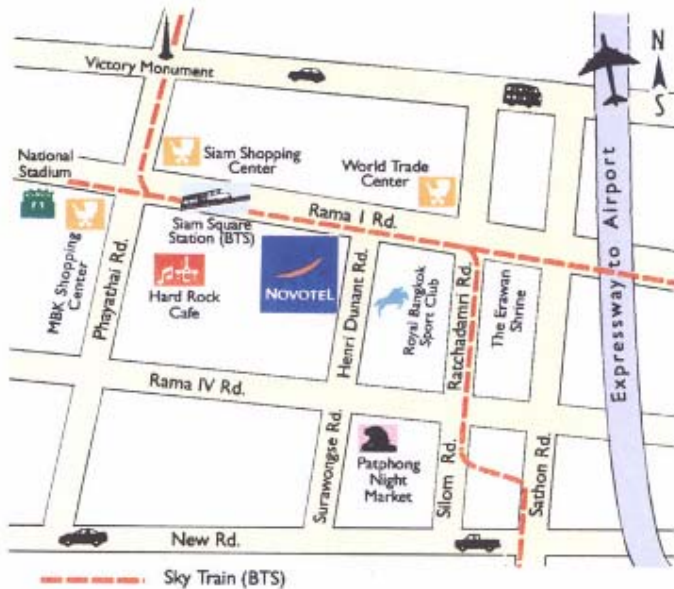 Victory Monument
N
S
National
Stadium
Siam Shopping
Center
World Trade
Center
Rama I Rd.
Siam Square
Station (BTS)
MBK Shopping
Center
Phayathai Rd.
Hard Rock
Cafe
NOVOTEL
Henri Dunant Rd.
Royal Bangkok
Sport Club
Ratchadamri Rd.
The Erawan
Shrine
Expressway to Airport
Rama IV Rd.
Surawongse Rd.
Patphong
Night
Market
Silom Rd.
Sathon Rd.
New Rd.
Sky Train (BTS)